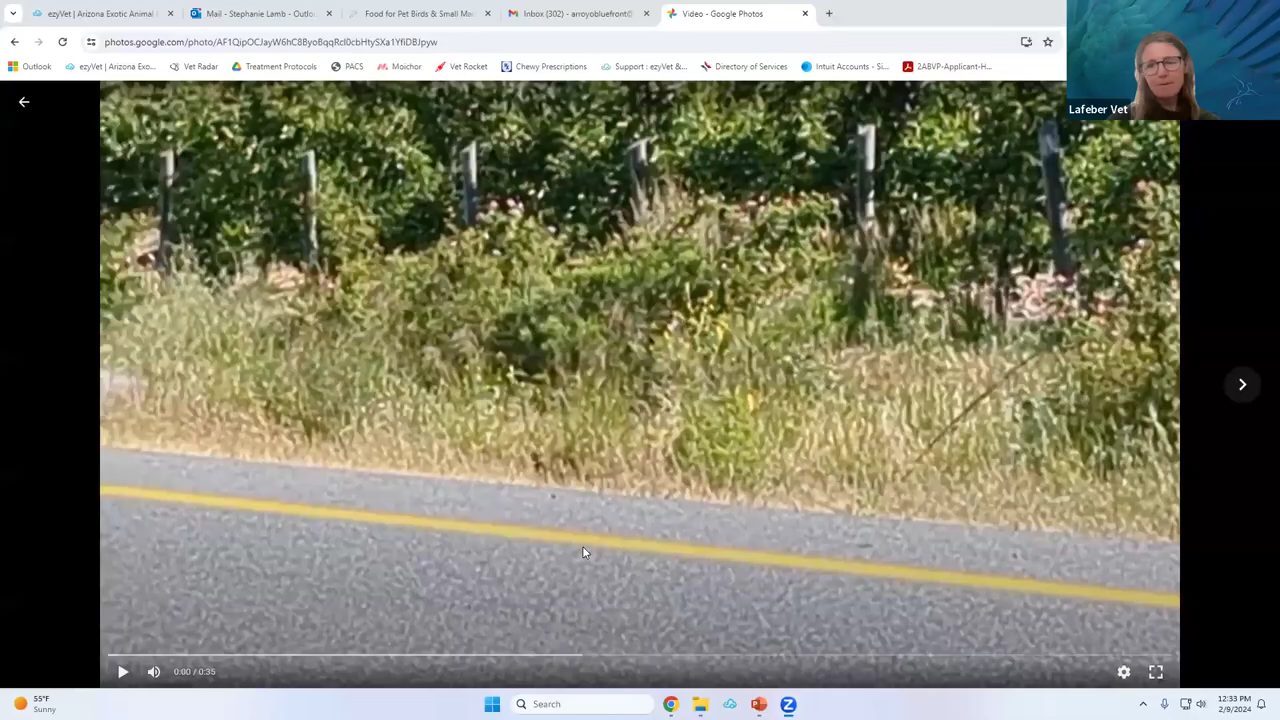 ezyVet | Arizona Exotic Animal
Mail - Stephanie Lamb - Outlo
Food for Pet Birds & Small Ma
Inbox (302) - arroyobluefront@
Video - Google Photos
photos.google.com/photo/AF1QipOCJayW6hC8ByoBqqRcl0cbHtySXa1YfiDBJpyw
Outlook
ezyVet | Arizona Exo...
Vet Radar
Treatment Protocols
PACS
Moichor
Vet Rocket
Chewy Prescriptions
Support : ezyVet &...
Directory of Services
Intuit Accounts - Si...
2ABVP-Applicant-H...
Lafeber Vet
0:00 / 0:35
55°F
Sunny
Search
12:33 PM
2/9/2024